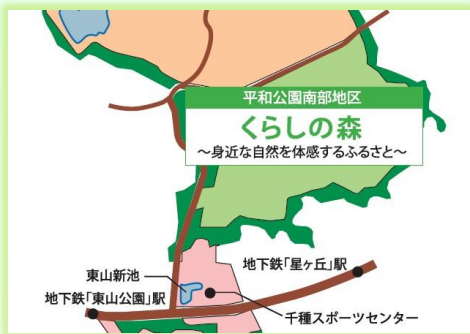 平和公園南部地区
くらしの森
〜身近な自然を体感するふるさと〜
地下鉄「星ヶ丘」駅
東山新池
地下鉄「東山公園」駅
千種スポーツセンター